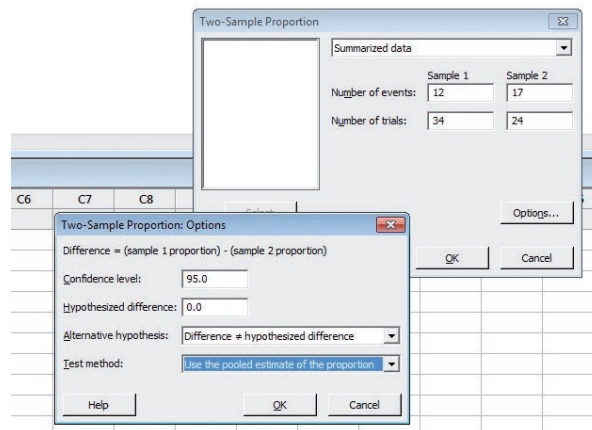 Two-Sample Proportion
Summarized data
Sample 1 Sample 2
Number of events: 12 17
Number of trials: 34 24
C6 C7 C8
Select
Options...
OK Cancel
Two-Sample Proportion: Options
Difference = (sample 1 proportion) - (sample 2 proportion)
Confidence level: 95.0
Hypothesized difference: 0.0
Alternative hypothesis: Difference ≠ hypothesized difference
Test method: Use the pooled estimate of the proportion
Help OK Cancel